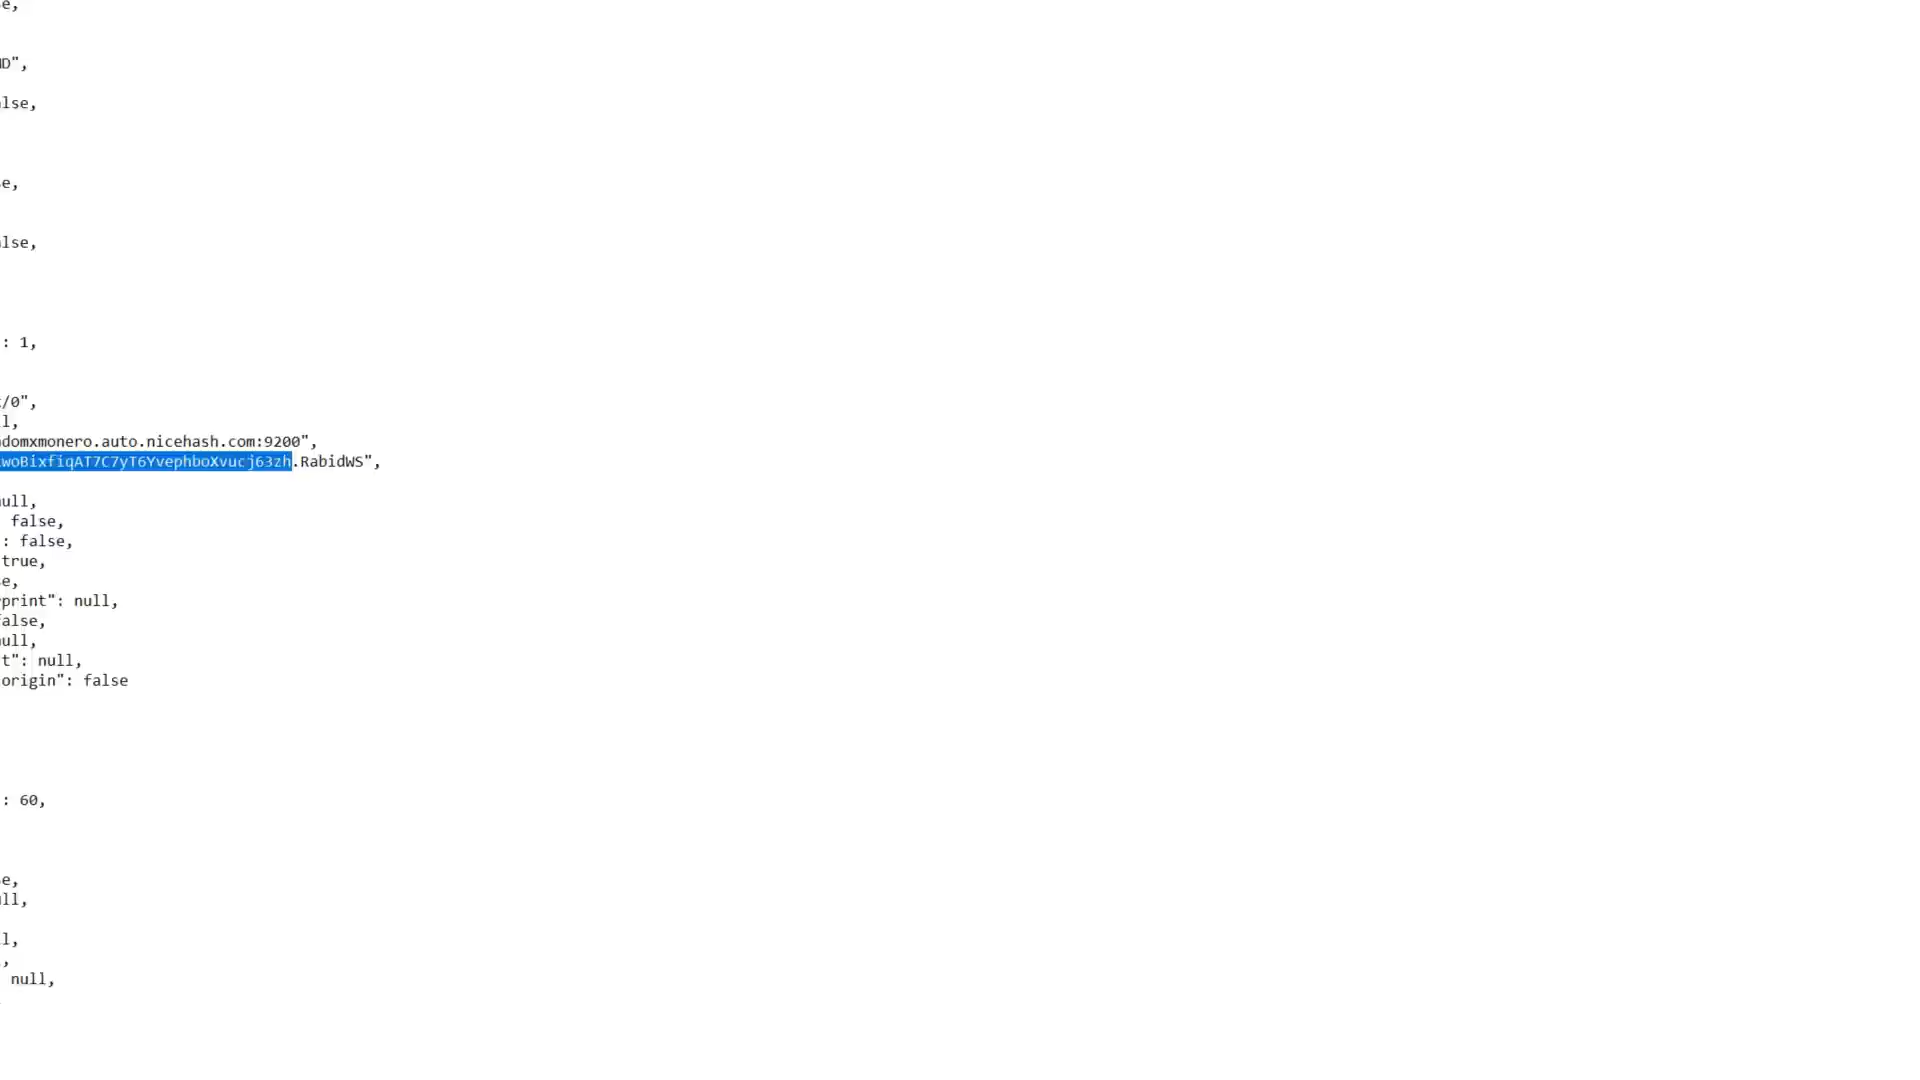 e,
D",
lse,
e,
lse,
: 1,
/0",
l,
domxmonero.auto.nicehash.com:9200",
woBixfiqAT7C7yT6YvephboXvucj63zh.RabidWS",
ull,
false,
: false,
true,
e,
print": null,
alse,
ull,
t": null,
origin": false
: 60,
e,
ll,
l,
,
null,